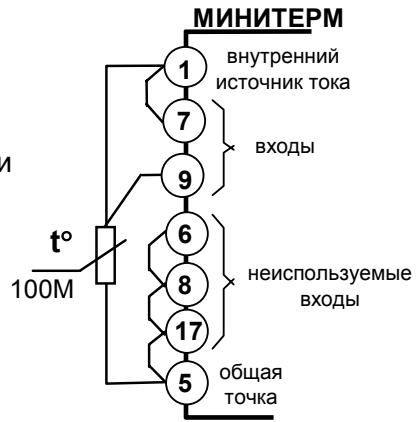 МИНИТЕРМ
1
внутренний
источник тока
7
входы
и
9
t°
100М
6
8
неиспользуемые
входы
17
5
общая
точка